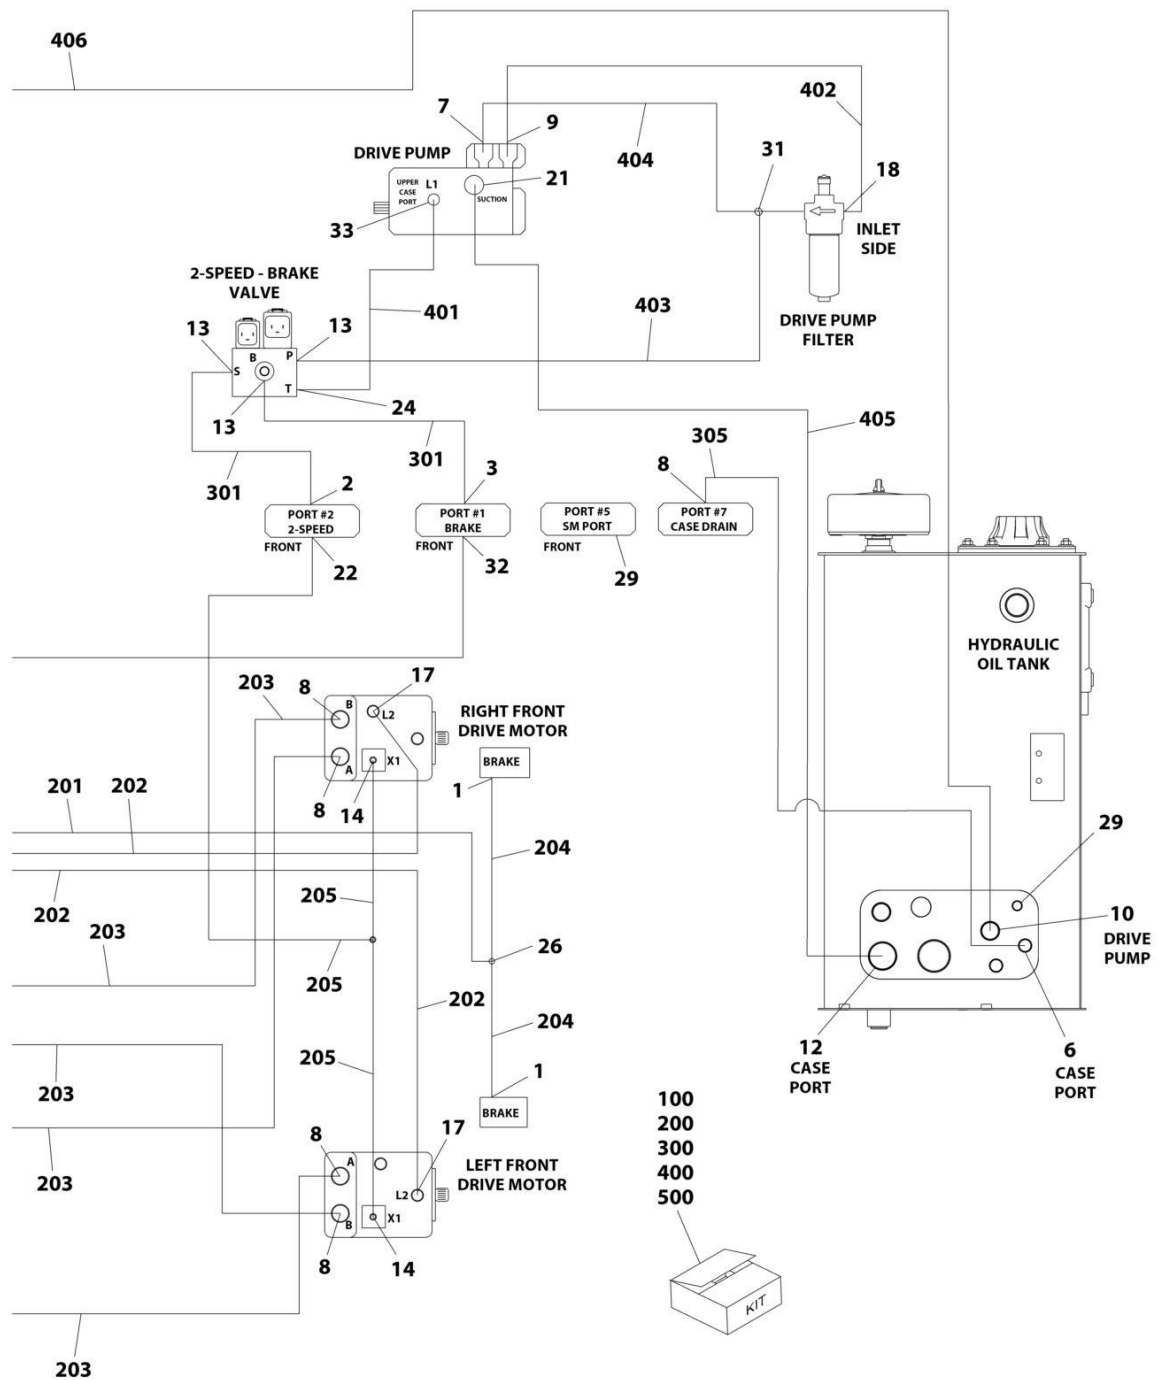 406
402
7
9
404
31
18
DRIVE PUMP
UPPER
CASE
PORT
L1
21
SUCTION
33
INLET
SIDE
2-SPEED - BRAKE
VALVE
401
403
DRIVE PUMP
FILTER
13
13
B
P
S
T
13
24
405
301
301
305
2
3
8
PORT #2
2-SPEED
PORT #1
BRAKE
PORT #5
SM PORT
PORT #7
CASE DRAIN
FRONT
FRONT
FRONT
22
32
29
HYDRAULIC
OIL TANK
203
8
17
B
L2
RIGHT FRONT
DRIVE MOTOR
A
X1
BRAKE
201
202
8
14
1
204
29
202
203
205
10
DRIVE
PUMP
26
205
202
204
205
12
CASE
PORT
6
CASE
PORT
203
1
BRAKE
203
8
17
A
L2
LEFT FRONT
DRIVE MOTOR
B
X1
8
14
100
200
300
400
500
KIT
203